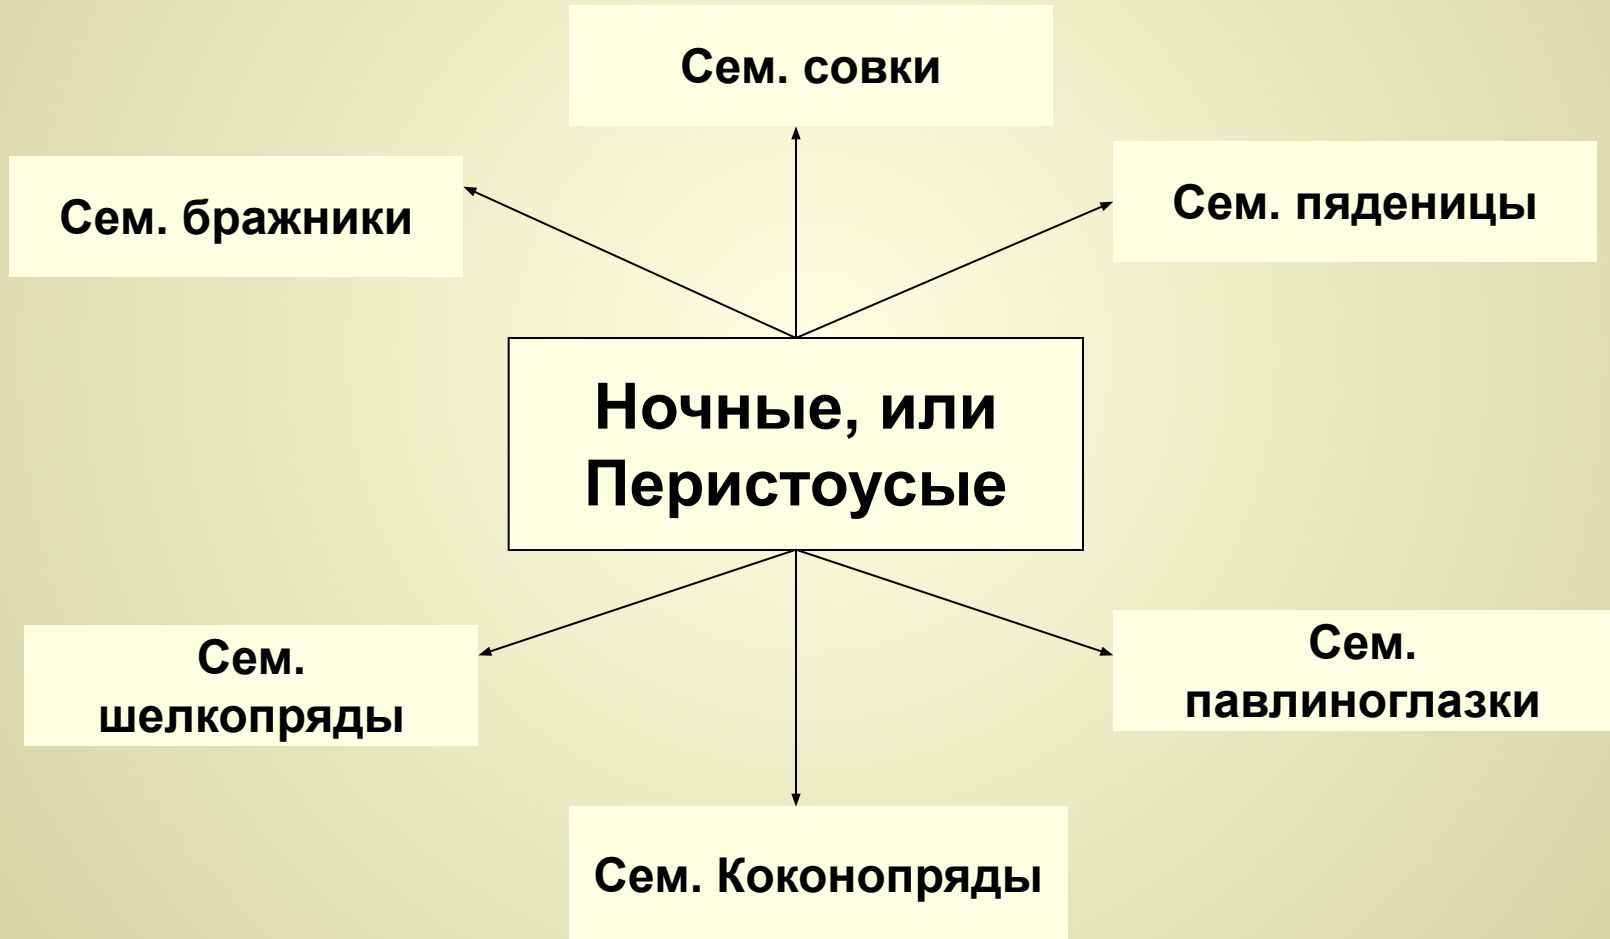 Сем. совки
Сем. бражники
Сем. пяденицы
Ночные, или
Перистоусые
Сем.
шелкопряды
Сем.
павлиноглазки
Сем. Коконопряды